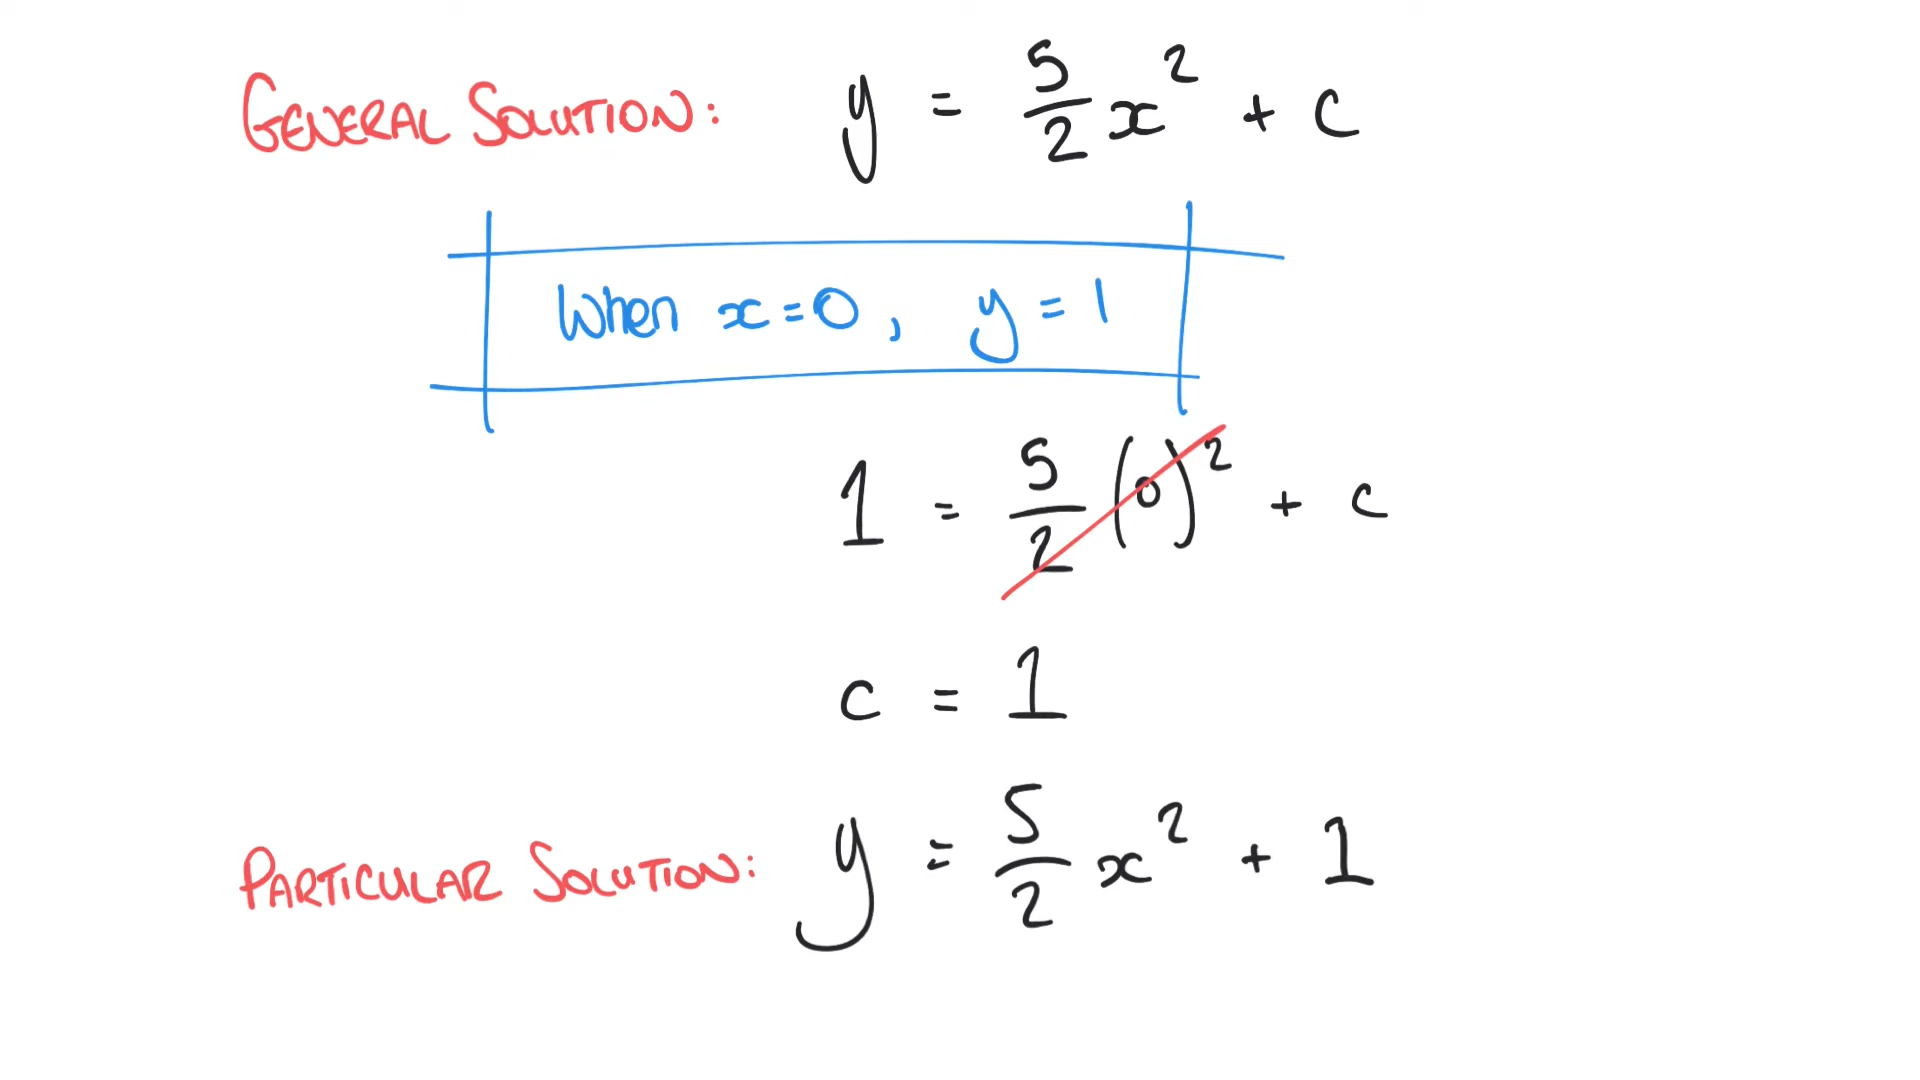 GENERAL SOLUTION: y = 5/2 x² + c
When x=0, y=1
1 = 5/2 (0)² + c
c = 1
PARTICULAR SOLUTION: y = 5/2 x² + 1